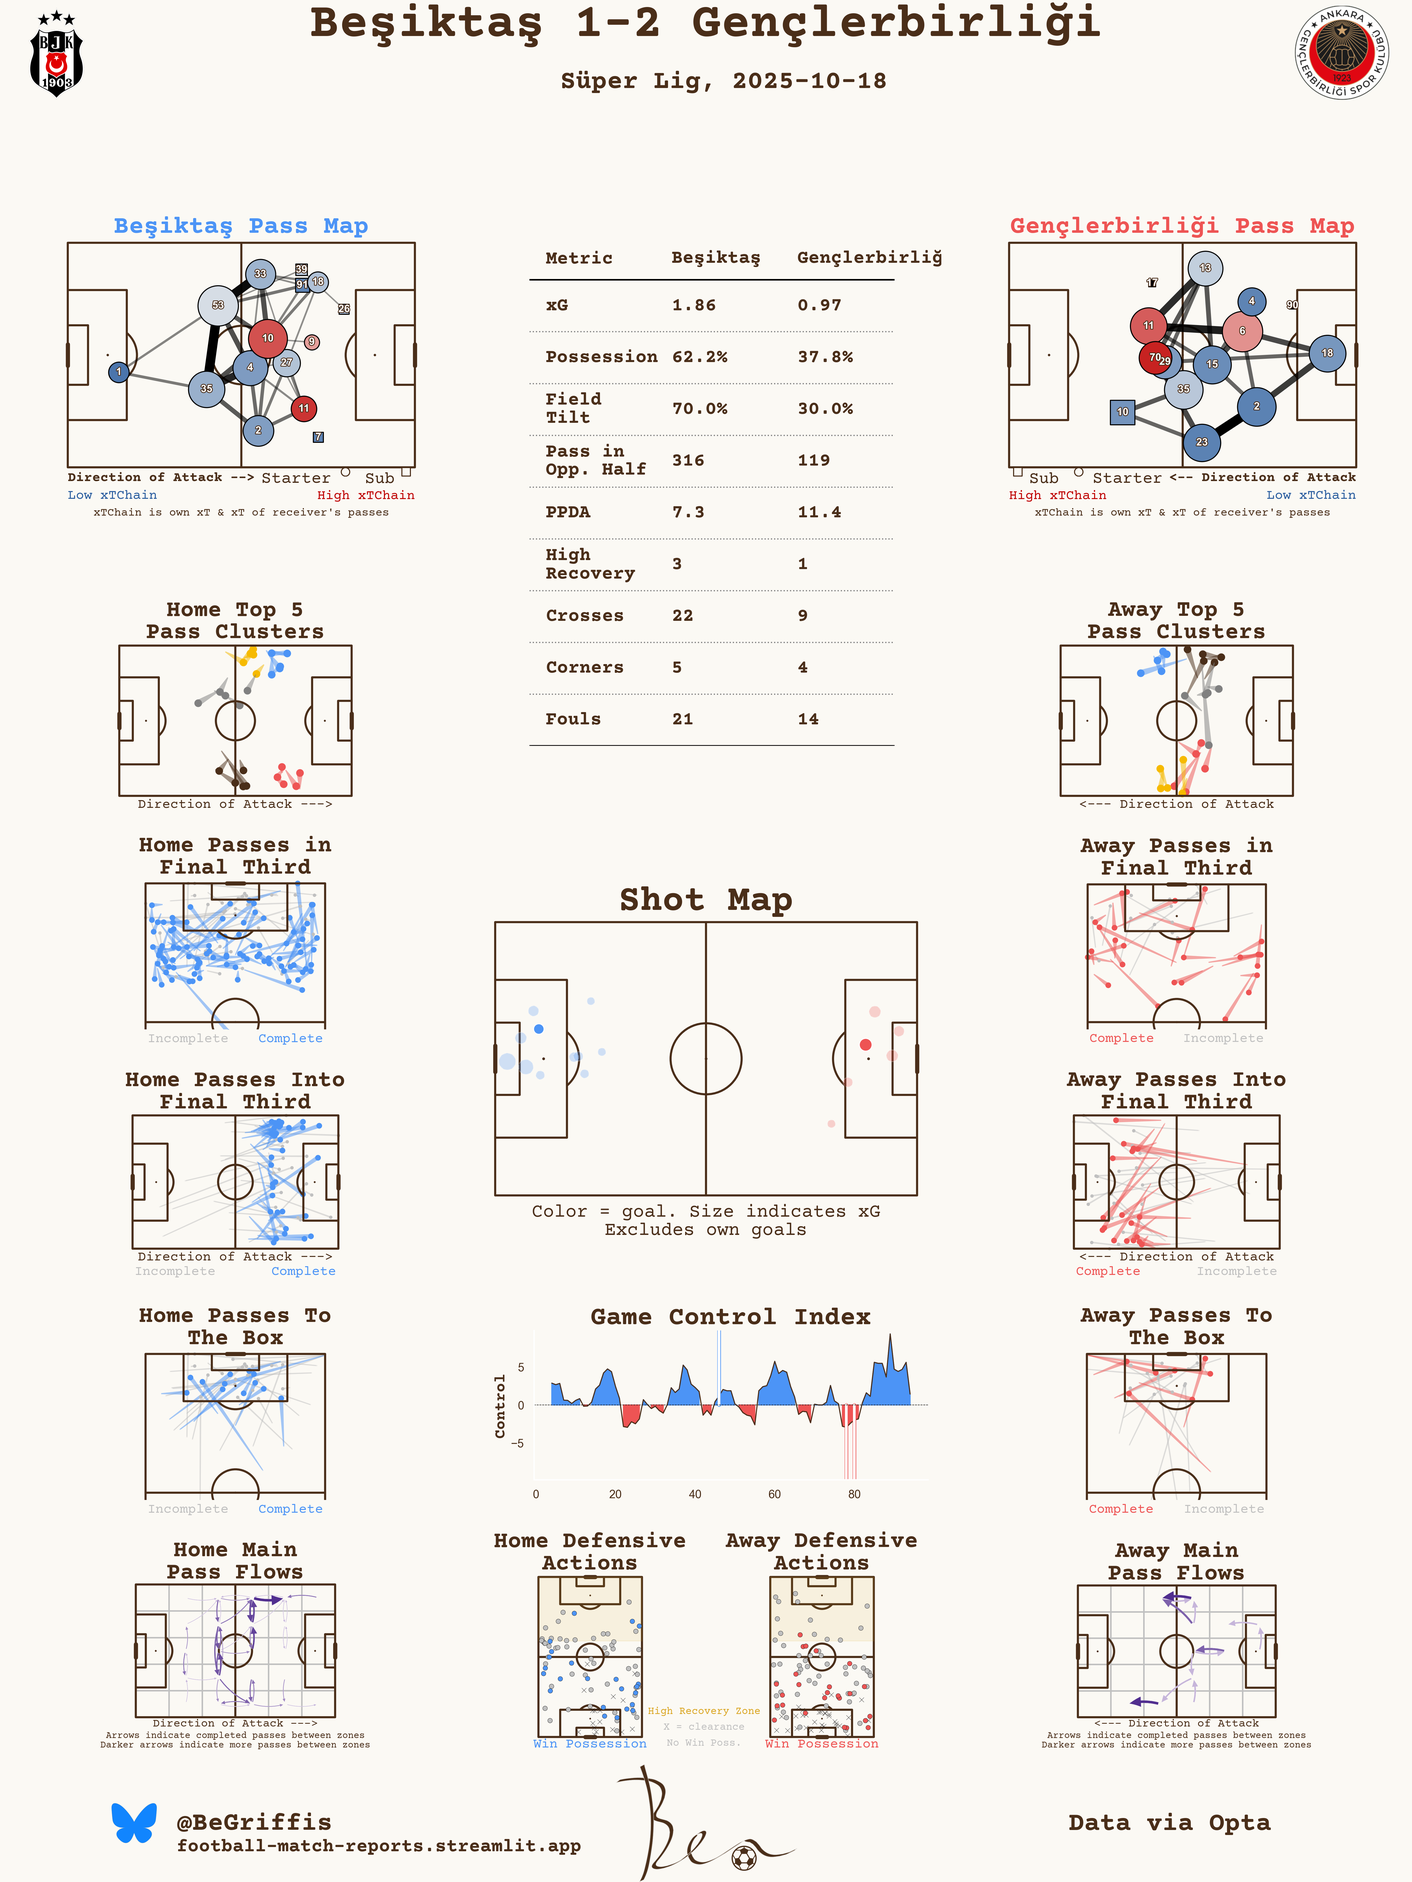 Beşiktaş 1-2 Gençlerbirliği
Süper Lig, 2025-10-18
BJK
1903
ANKARA
GENÇLERBİRLİĞİ SPOR KULÜBÜ
1923
Beşiktaş Pass Map
33
39
91
18
53
26
10
9
1
4
27
35
11
2
7
Direction of Attack --> Starter Sub
Low xTChain High xTChain
xTChain is own xT & xT of receiver's passes
Metric Beşiktaş Gençlerbirliğ
xG 1.86 0.97
Possession 62.2% 37.8%
Field
Tilt 70.0% 30.0%
Pass in
Opp. Half 316 119
PPDA 7.3 11.4
High
Recovery 3 1
Crosses 22 9
Corners 5 4
Fouls 21 14
Gençlerbirliği Pass Map
13
17
4
90
11
6
70
29
15
18
35
10
2
23
Sub Starter <-- Direction of Attack
High xTChain Low xTChain
xTChain is own xT & xT of receiver's passes
Home Top 5
Pass Clusters
Direction of Attack --->
Away Top 5
Pass Clusters
<--- Direction of Attack
Home Passes in
Final Third
Incomplete Complete
Away Passes in
Final Third
Complete Incomplete
Shot Map
Color = goal. Size indicates xG
Excludes own goals
Home Passes Into
Final Third
Direction of Attack --->
Incomplete Complete
Away Passes Into
Final Third
<--- Direction of Attack
Complete Incomplete
Home Passes To
The Box
Incomplete Complete
Game Control Index
Control
5
0
−5
0 20 40 60 80
Away Passes To
The Box
Complete Incomplete
Home Main
Pass Flows
Direction of Attack --->
Arrows indicate completed passes between zones
Darker arrows indicate more passes between zones
Home Defensive
Actions
Win Possession
Away Defensive
Actions
Win Possession
High Recovery Zone
X = clearance
No Win Poss.
Away Main
Pass Flows
<--- Direction of Attack
Arrows indicate completed passes between zones
Darker arrows indicate more passes between zones
@BeGriffis
football-match-reports.streamlit.app
Ben
Data via Opta